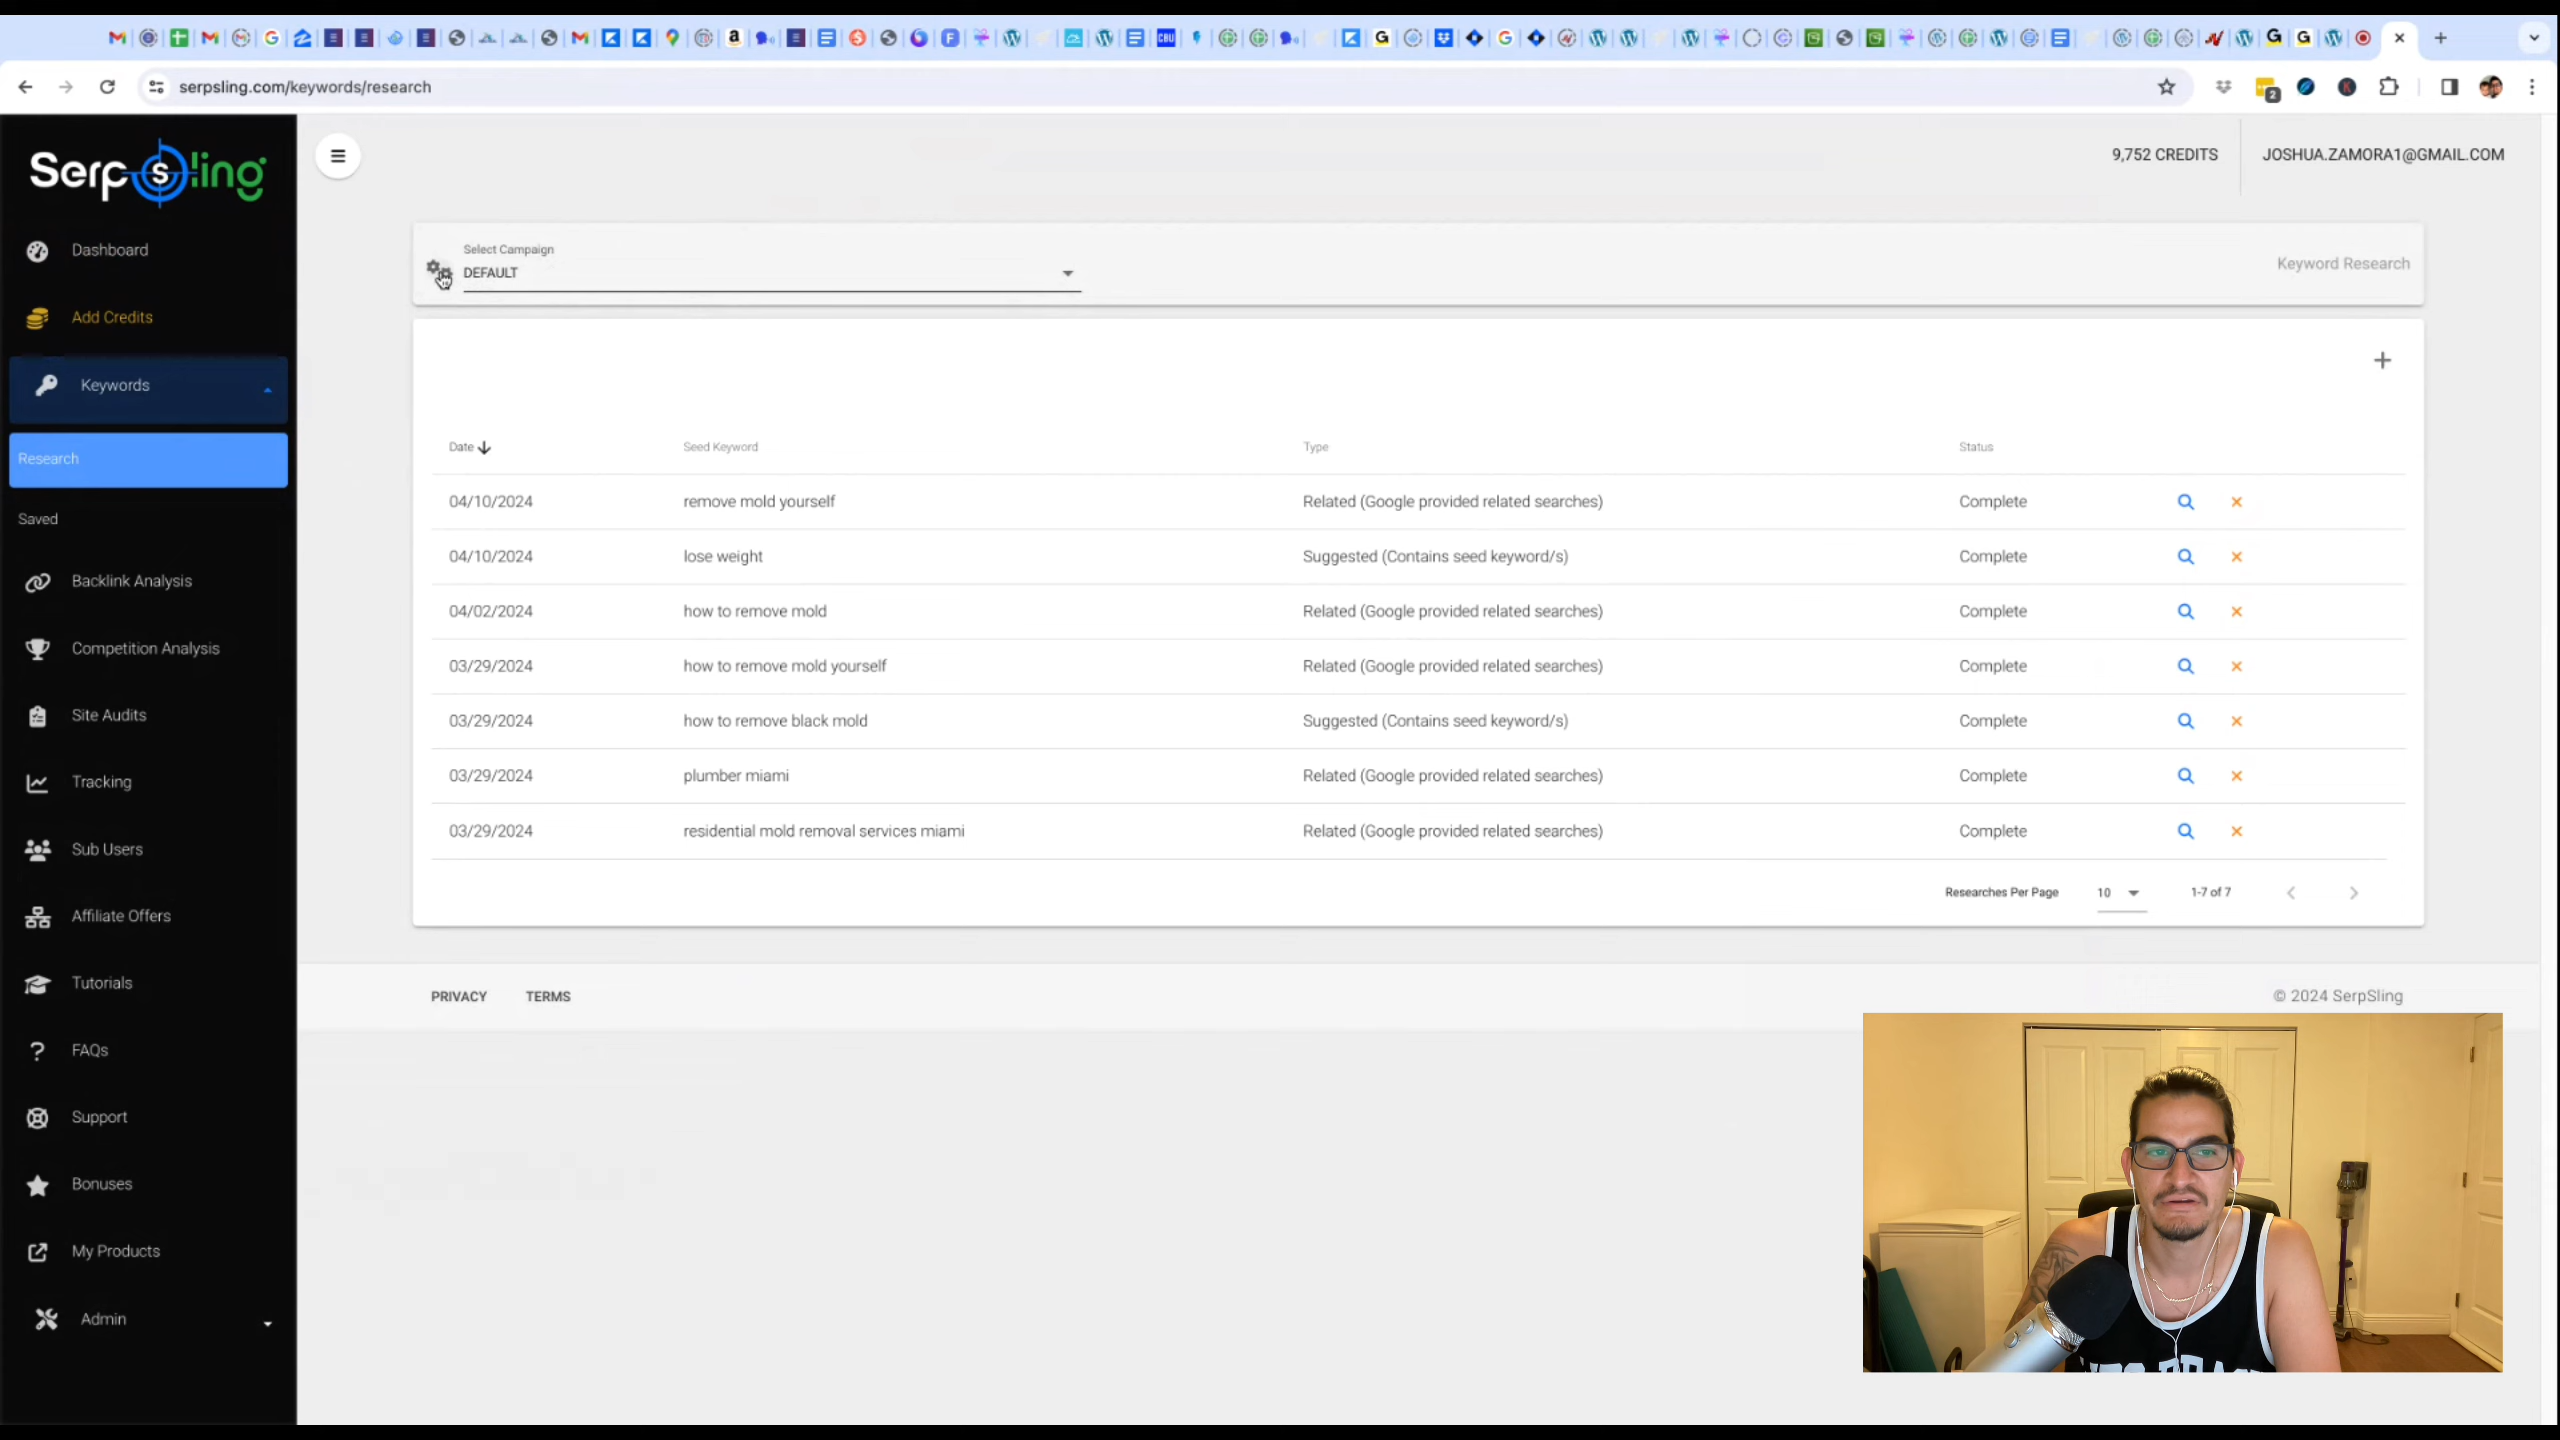 serpsling.com/keywords/research
2
SerpSling
9,752 CREDITS
JOSHUA.ZAMORA1@GMAIL.COM
Dashboard
Add Credits
Keywords
Research
Saved
Backlink Analysis
Competition Analysis
Site Audits
Tracking
Sub Users
Affiliate Offers
Tutorials
FAQs
Support
Bonuses
My Products
Admin
Select Campaign
DEFAULT
Keyword Research
Date Seed Keyword Type Status
04/10/2024 remove mold yourself Related (Google provided related searches) Complete
04/10/2024 lose weight Suggested (Contains seed keyword/s) Complete
04/02/2024 how to remove mold Related (Google provided related searches) Complete
03/29/2024 how to remove mold yourself Related (Google provided related searches) Complete
03/29/2024 how to remove black mold Suggested (Contains seed keyword/s) Complete
03/29/2024 plumber miami Related (Google provided related searches) Complete
03/29/2024 residential mold removal services miami Related (Google provided related searches) Complete
Researches Per Page 10 1-7 of 7
PRIVACY TERMS
© 2024 SerpSling